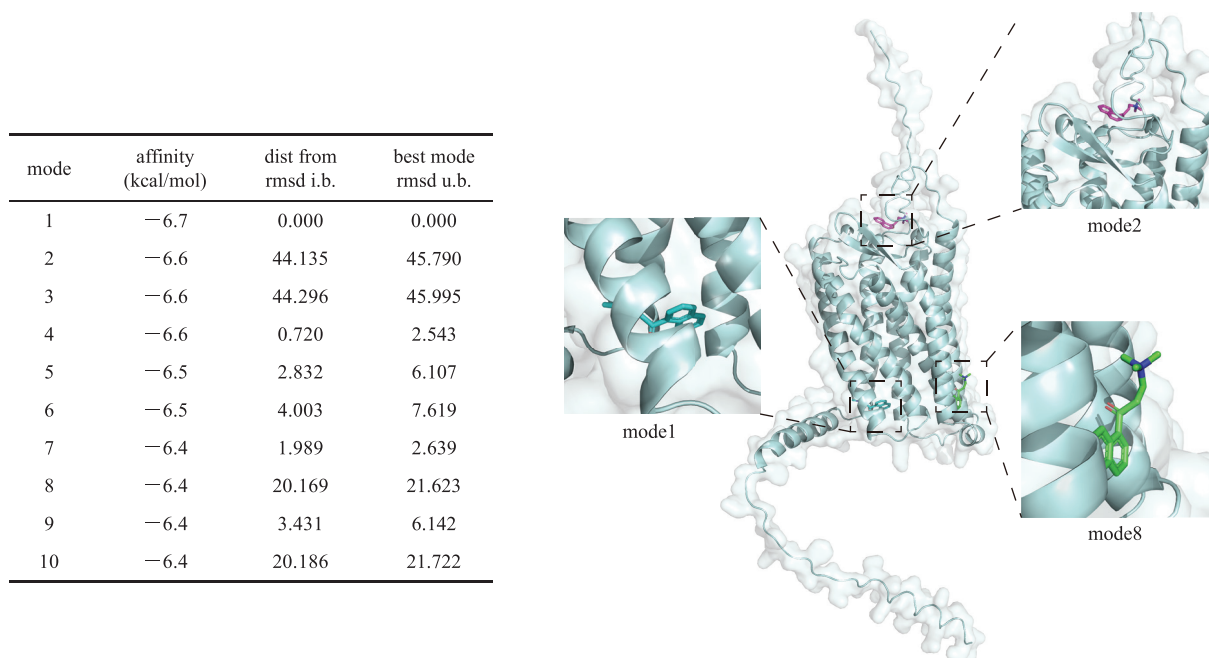 mode affinity (kcal/mol) dist from rmsd i.b. best mode rmsd u.b.
1 −6.7 0.000 0.000
2 −6.6 44.135 45.790
3 −6.6 44.296 45.995
4 −6.6 0.720 2.543
5 −6.5 2.832 6.107
6 −6.5 4.003 7.619
7 −6.4 1.989 2.639
8 −6.4 20.169 21.623
9 −6.4 3.431 6.142
10 −6.4 20.186 21.722
mode1
mode2
mode8